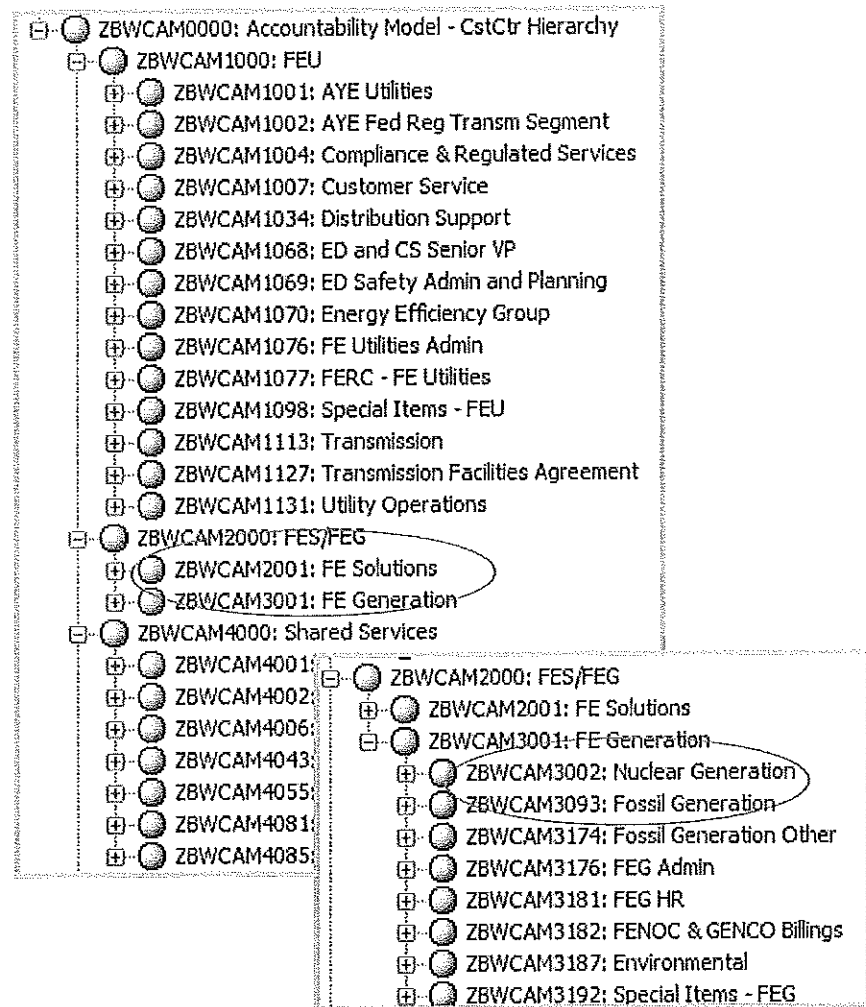 ZBWCAM0000: Accountability Model - CstCtr Hierarchy
ZBWCAM1000: FEU
ZBWCAM1001: AYE Utilities
ZBWCAM1002: AYE Fed Reg Transm Segment
ZBWCAM1004: Compliance & Regulated Services
ZBWCAM1007: Customer Service
ZBWCAM1034: Distribution Support
ZBWCAM1068: ED and CS Senior VP
ZBWCAM1069: ED Safety Admin and Planning
ZBWCAM1070: Energy Efficiency Group
ZBWCAM1076: FE Utilities Admin
ZBWCAM1077: FERC - FE Utilities
ZBWCAM1098: Special Items - FEU
ZBWCAM1113: Transmission
ZBWCAM1127: Transmission Facilities Agreement
ZBWCAM1131: Utility Operations
ZBWCAM2000: FES/FEG
ZBWCAM2001: FE Solutions
ZBWCAM3001: FE Generation
ZBWCAM4000: Shared Services
ZBWCAM4001:
ZBWCAM4002:
ZBWCAM4006:
ZBWCAM4043:
ZBWCAM4055:
ZBWCAM4081:
ZBWCAM4085:
ZBWCAM2000: FES/FEG
ZBWCAM2001: FE Solutions
ZBWCAM3001: FE Generation
ZBWCAM3002: Nuclear Generation
ZBWCAM3093: Fossil Generation
ZBWCAM3174: Fossil Generation Other
ZBWCAM3176: FEG Admin
ZBWCAM3181: FEG HR
ZBWCAM3182: FENOC & GENCO Billings
ZBWCAM3187: Environmental
ZBWCAM3192: Special Items - FEG